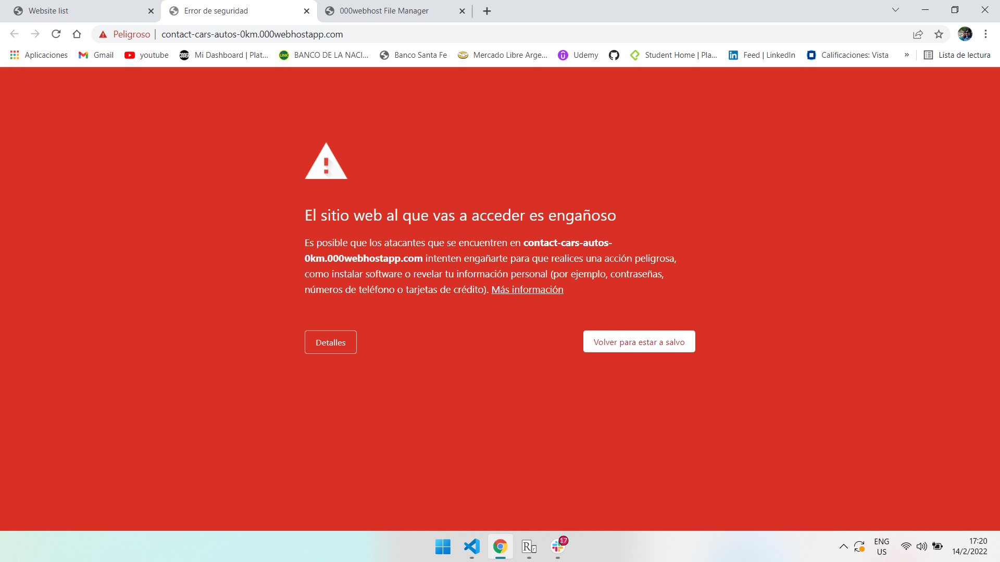 Website list
Error de seguridad
000webhost File Manager
Peligroso
contact-cars-autos-0km.000webhostapp.com
Aplicaciones
Gmail
youtube
CODER
Mi Dashboard | Plat...
LINK
BANCO DE LA NACI...
Banco Santa Fe
Mercado Libre Arge...
Udemy
Student Home | Pla...
Feed | LinkedIn
Calificaciones: Vista
»
Lista de lectura
El sitio web al que vas a acceder es engañoso
Es posible que los atacantes que se encuentren en contact-cars-autos-
0km.000webhostapp.com intenten engañarte para que realices una acción peligrosa,
como instalar software o revelar tu información personal (por ejemplo, contraseñas,
números de teléfono o tarjetas de crédito). Más información
Detalles
Volver para estar a salvo
17
ENG
US
17:20
14/2/2022